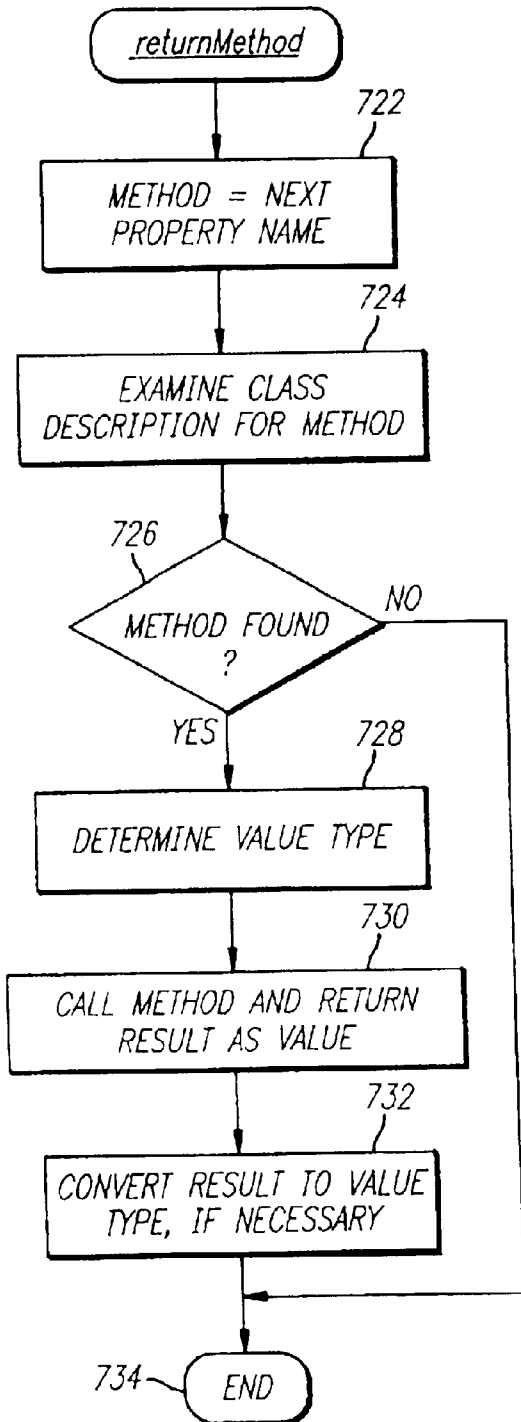 returnMethod
722
METHOD = NEXT
PROPERTY NAME
724
EXAMINE CLASS
DESCRIPTION FOR METHOD
726
METHOD FOUND
?
NO
YES
728
DETERMINE VALUE TYPE
730
CALL METHOD AND RETURN
RESULT AS VALUE
732
CONVERT RESULT TO VALUE
TYPE, IF NECESSARY
734
END